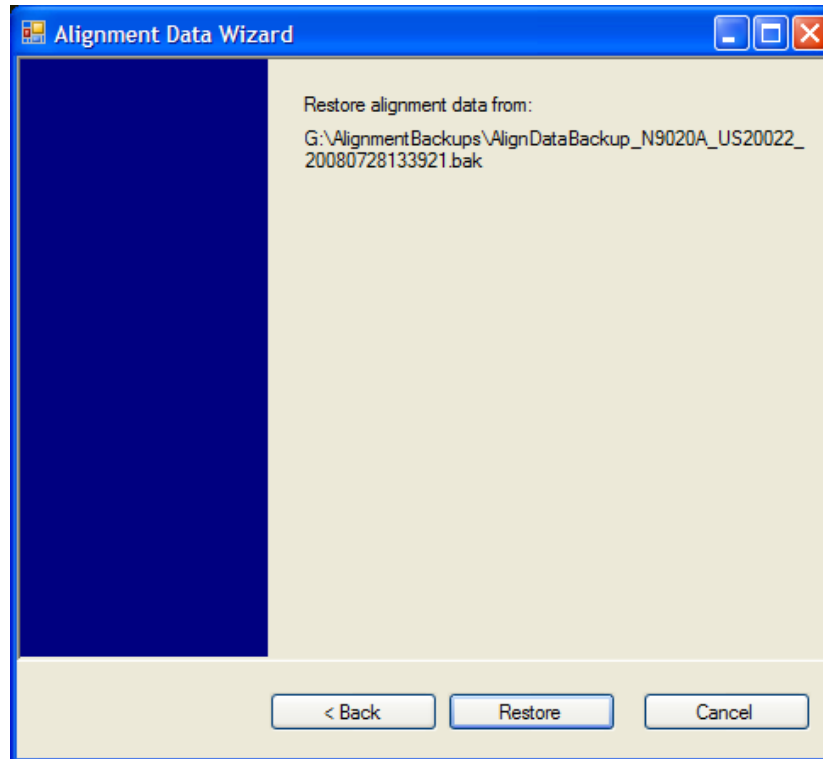 Alignment Data Wizard
Restore alignment data from:
G:\AlignmentBackups\AlignDataBackup_N9020A_US20022_
20080728133921.bak
< Back
Restore
Cancel